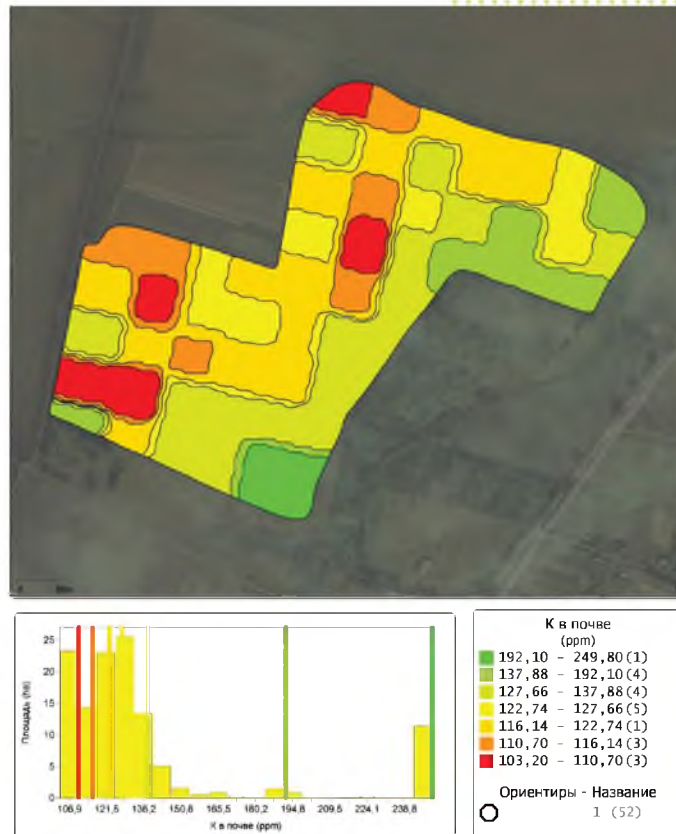 25
20
15
10
5
0
Площадь (ha)
106,9 121,5 136,2 150,8 165,5 180,2 194,8 209,5 224,1 238,8
К в почве (ppm)
К в почве
(ppm)
192,10 - 249,80 (1)
137,88 - 192,10 (4)
127,66 - 137,88 (4)
122,74 - 127,66 (5)
116,14 - 122,74 (1)
110,70 - 116,14 (3)
103,20 - 110,70 (3)
Ориентиры - Название
1 (52)